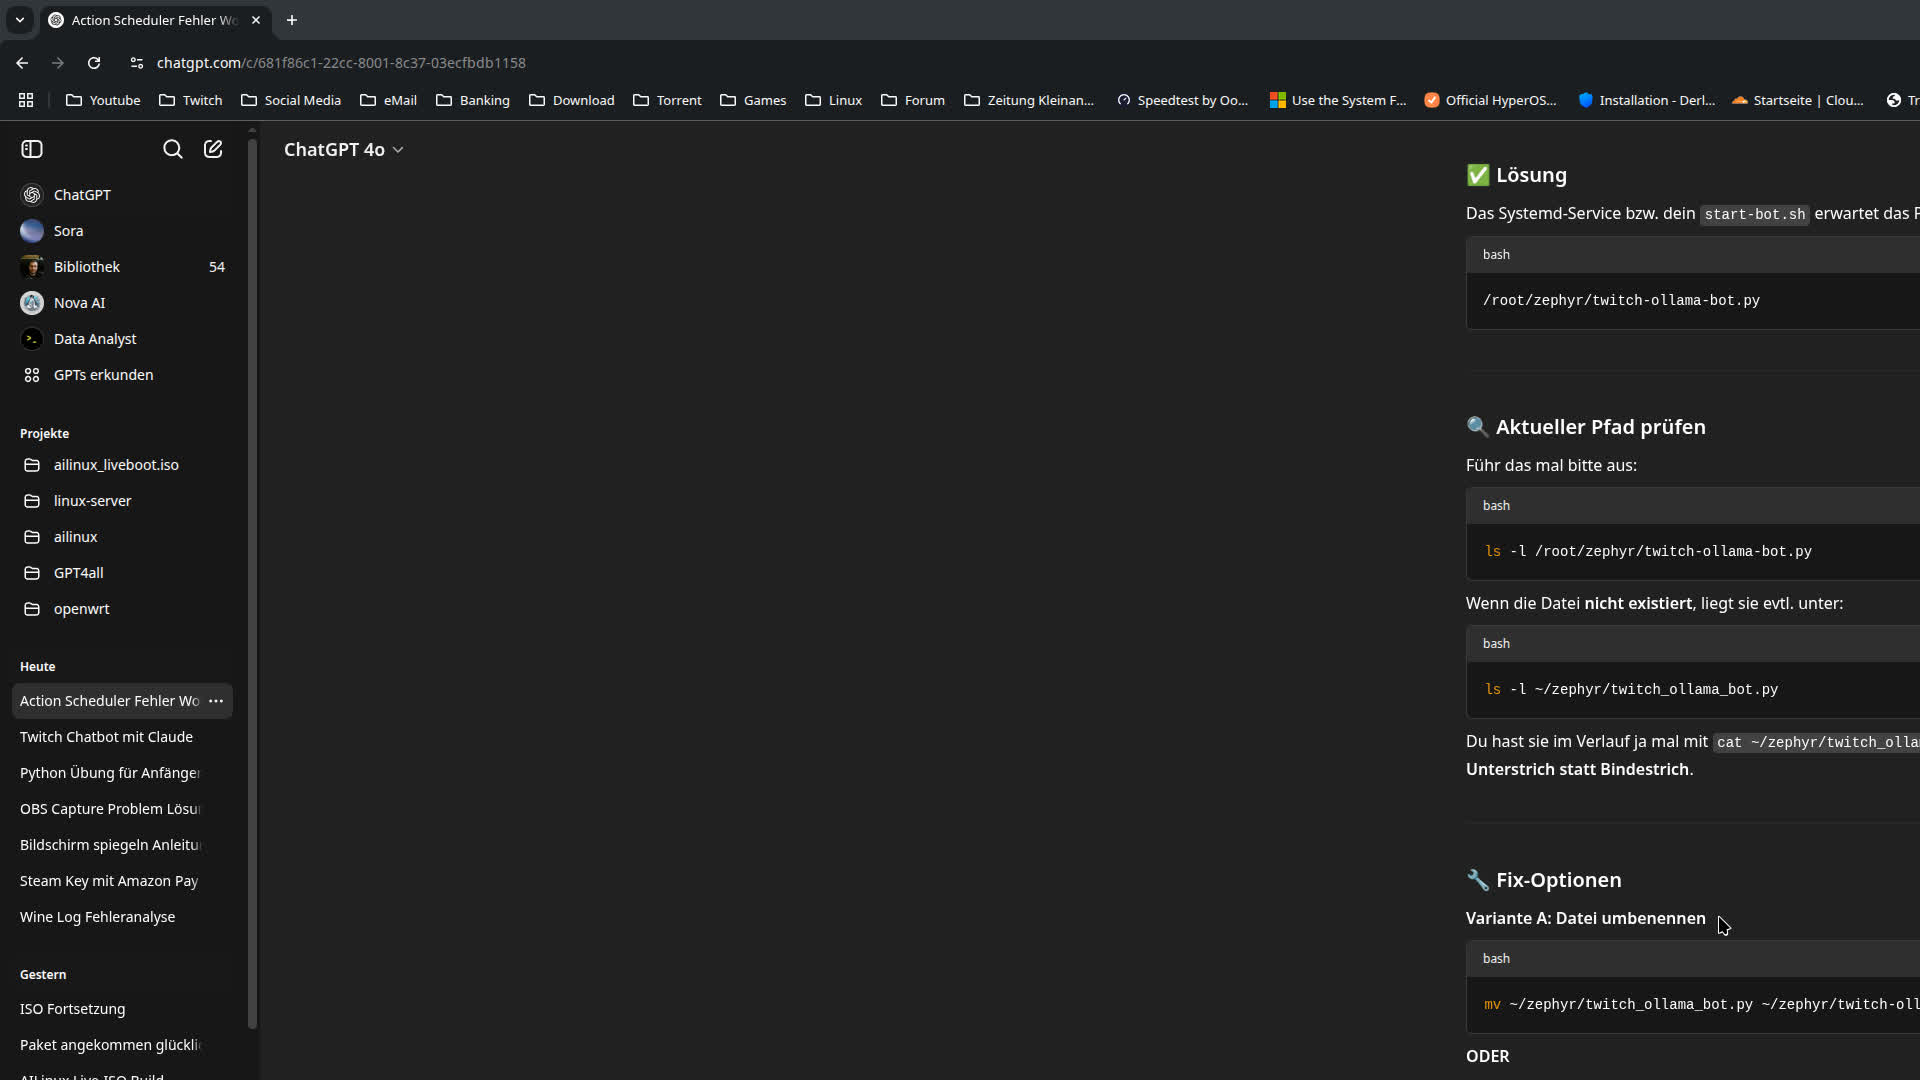 Action Scheduler Fehler Wo
chatgpt.com/c/681f86c1-22cc-8001-8c37-03ecfbdb1158
Youtube Twitch Social Media eMail Banking Download Torrent Games Linux Forum Zeitung Kleinan... Speedtest by Oo... Use the System F... Official HyperOS... Installation - Derl... Startseite | Clou... Tr
ChatGPT 4o
ChatGPT
Sora
Bibliothek 54
Nova AI
Data Analyst
GPTs erkunden
Projekte
ailinux_liveboot.iso
linux-server
ailinux
GPT4all
openwrt
Heute
Action Scheduler Fehler Wo
Twitch Chatbot mit Claude
Python Übung für Anfänger
OBS Capture Problem Lösu
Bildschirm spiegeln Anleitu
Steam Key mit Amazon Pay
Wine Log Fehleranalyse
Gestern
ISO Fortsetzung
Paket angekommen glückli
AILinux Live ISO Build
✅ Lösung
Das Systemd-Service bzw. dein start-bot.sh erwartet das P
bash
/root/zephyr/twitch-ollama-bot.py
🔍 Aktueller Pfad prüfen
Führ das mal bitte aus:
bash
ls -l /root/zephyr/twitch-ollama-bot.py
Wenn die Datei nicht existiert, liegt sie evtl. unter:
bash
ls -l ~/zephyr/twitch_ollama_bot.py
Du hast sie im Verlauf ja mal mit cat ~/zephyr/twitch_olla
Unterstrich statt Bindestrich.
🔧 Fix-Optionen
Variante A: Datei umbenennen
bash
mv ~/zephyr/twitch_ollama_bot.py ~/zephyr/twitch-oll
ODER